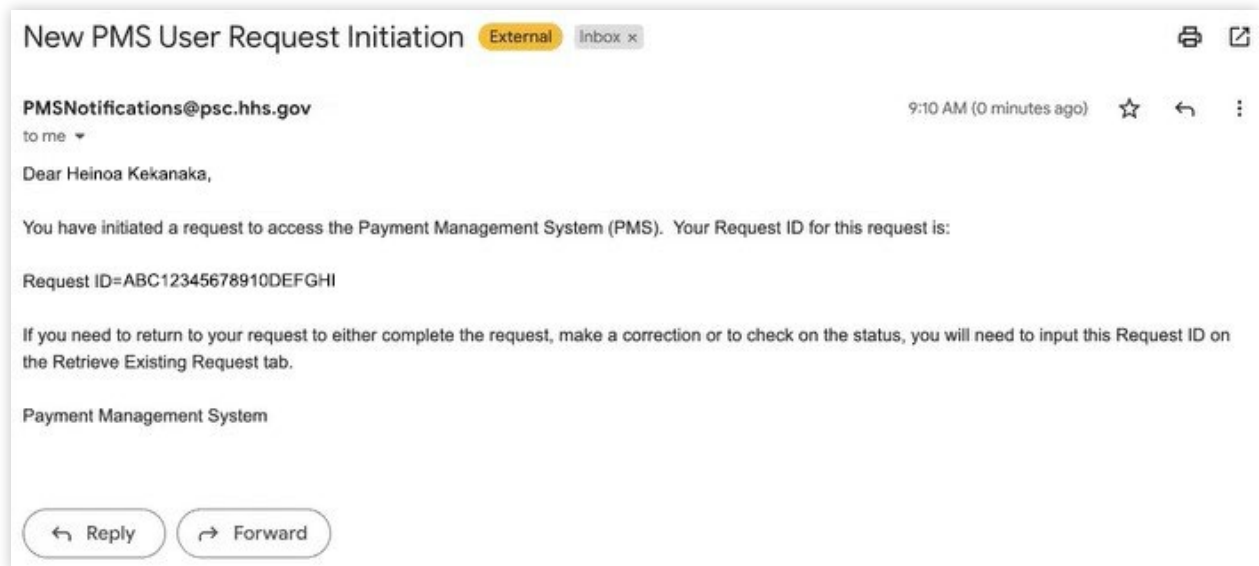 New PMS User Request Initiation External Inbox ×
PMSNotifications@psc.hhs.gov 9:10 AM (0 minutes ago)
to me
Dear Heinoa Kekanaka,
You have initiated a request to access the Payment Management System (PMS). Your Request ID for this request is:
Request ID=ABC12345678910DEFGHI
If you need to return to your request to either complete the request, make a correction or to check on the status, you will need to input this Request ID on
the Retrieve Existing Request tab.
Payment Management System
Reply Forward